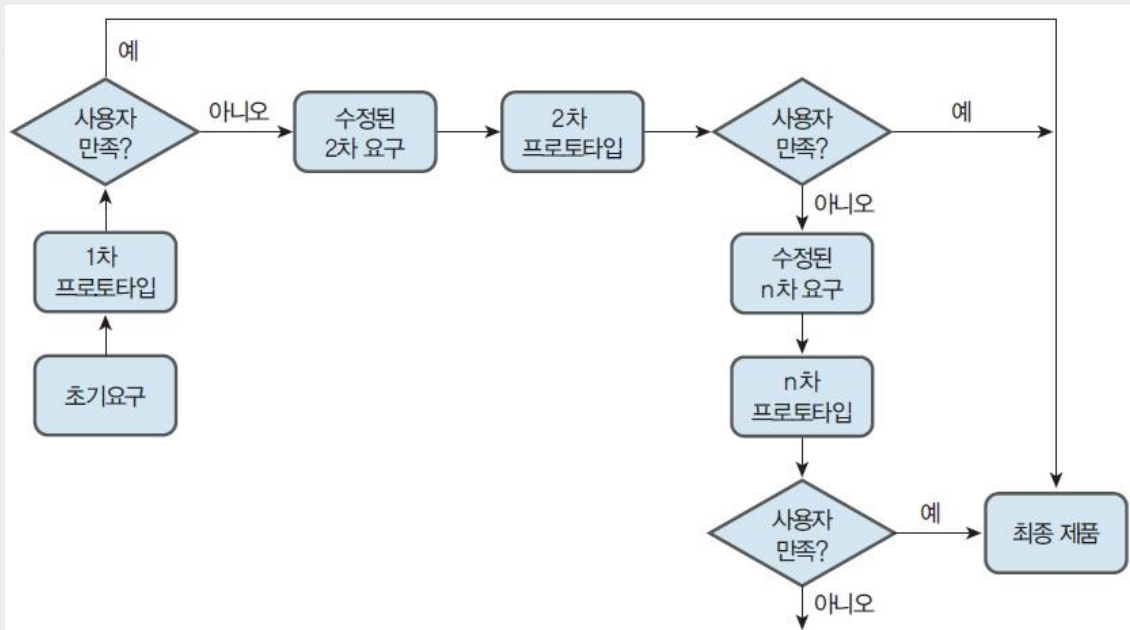 예
사용자
만족?
아니오
수정된
2차 요구
2차
프로토타입
사용자
만족?
예
아니오
1차
프로토타입
초기요구
수정된
n차 요구
n차
프로토타입
사용자
만족?
예
최종 제품
아니오